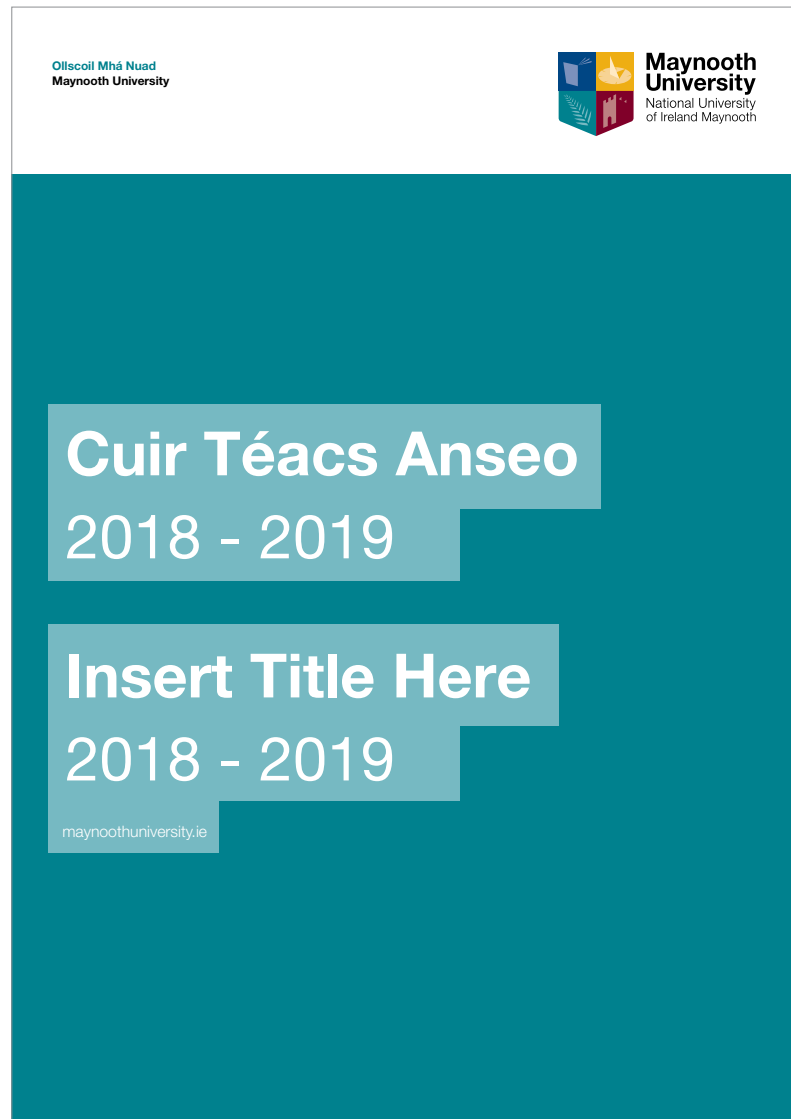 Ollscoil Mhá Nuad
Maynooth University
Maynooth
University
National University
of Ireland Maynooth
Cuir Téacs Anseo
2018 - 2019
Insert Title Here
2018 - 2019
maynoothuniversity.ie